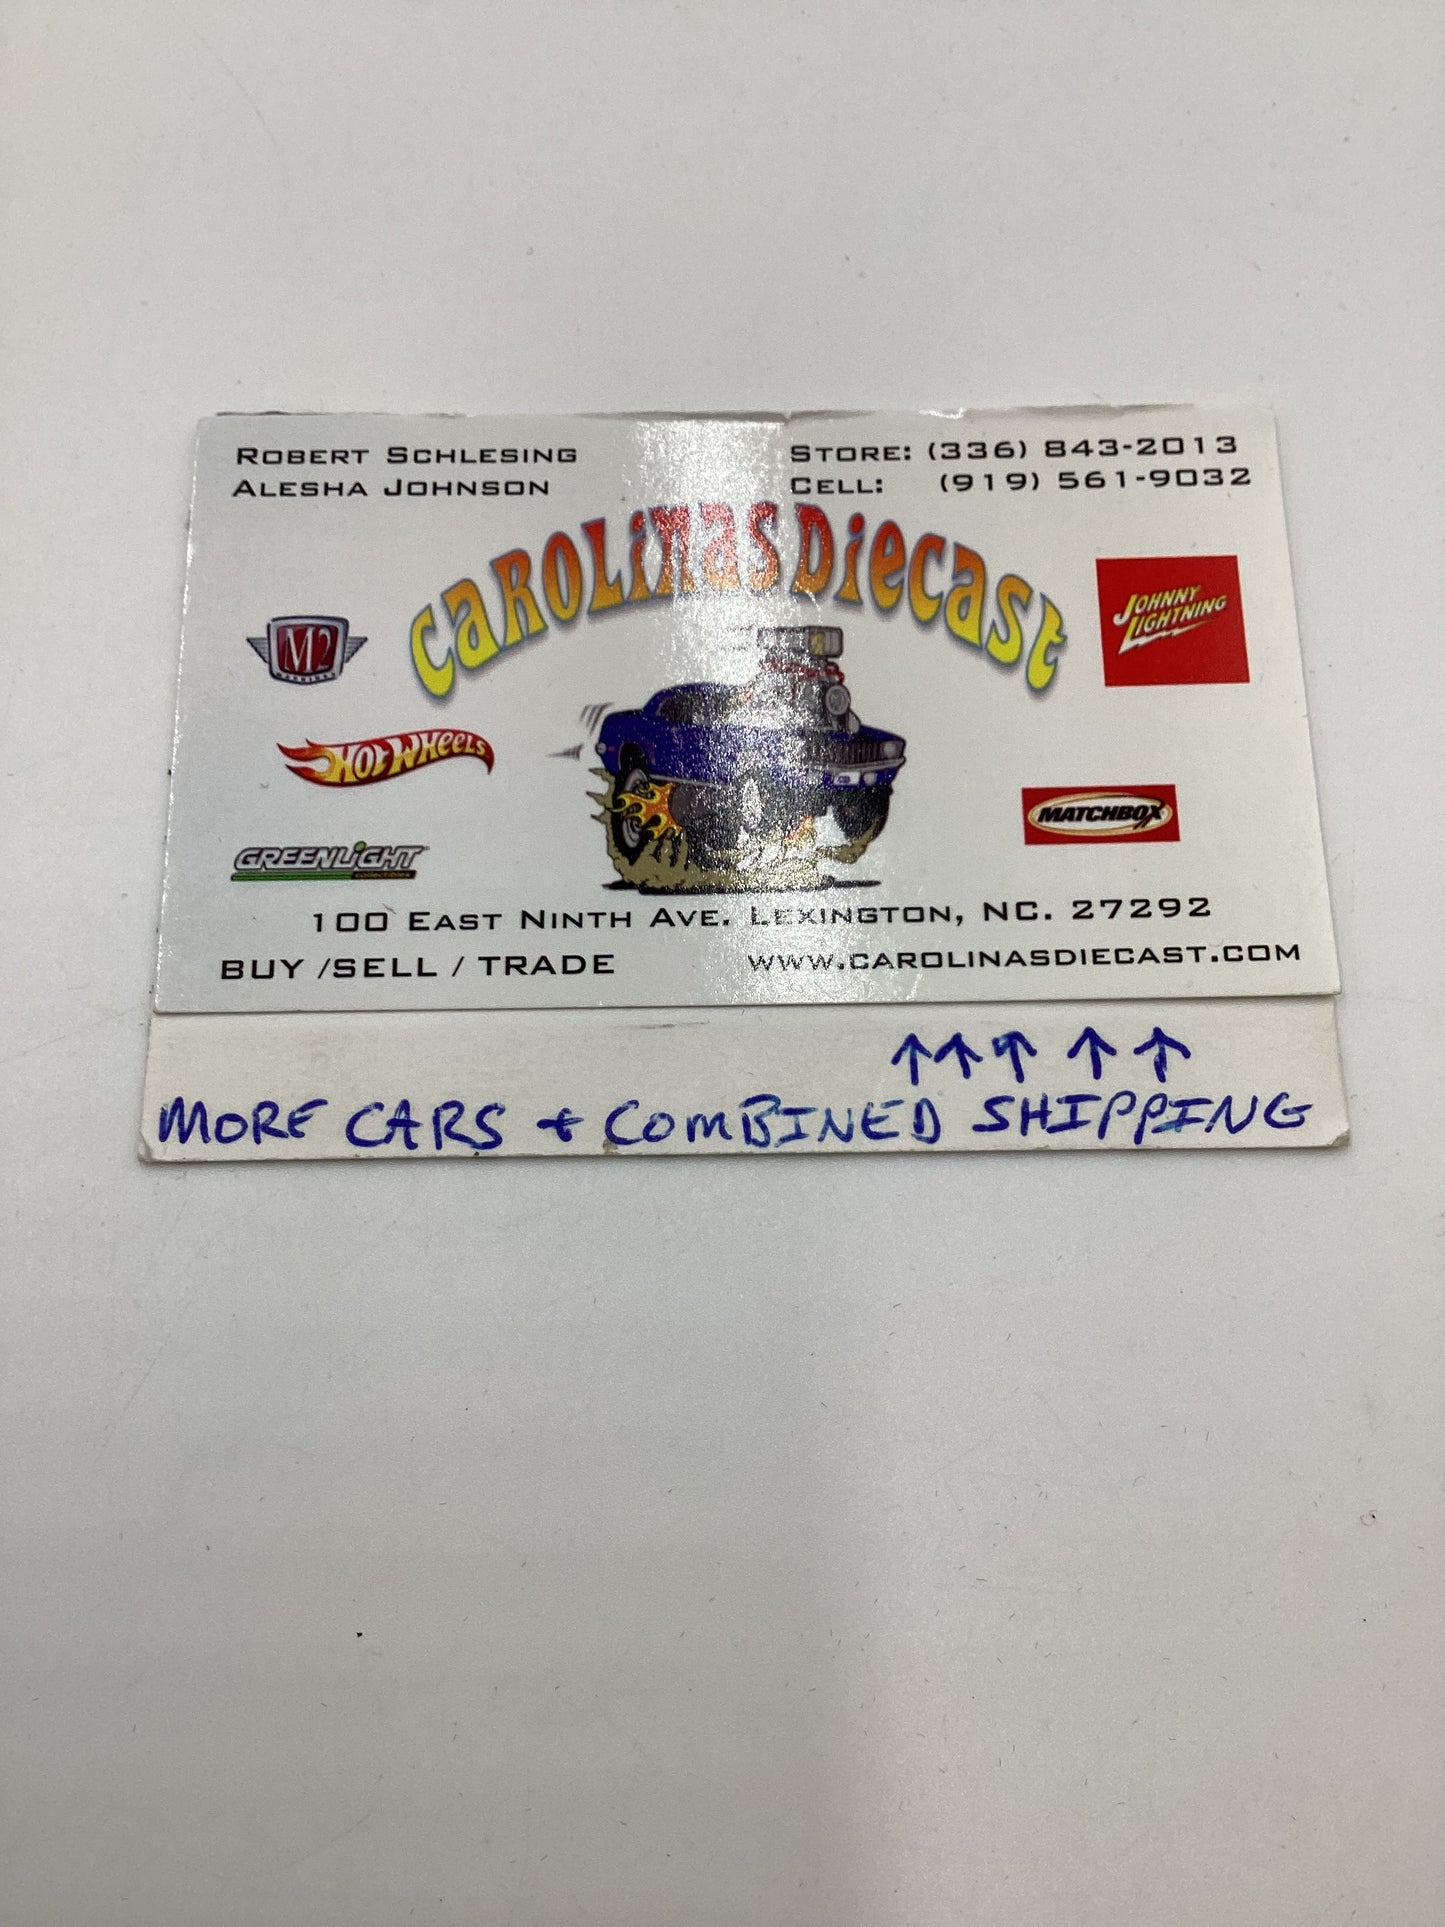 ROBERT SCHLESING
ALESHA JOHNSON
STORE: (336) 843-2013
CELL: (919) 561-9032
CAROLINAS DIECAST
M2
MACHINES
JOHNNY LIGHTNING
HOT WHEELS
MATCHBOX
GREENLIGHT
collectibles
100 EAST NINTH AVE. LEXINGTON, NC. 27292
BUY /SELL / TRADE
WWW.CAROLINASDIECAST.COM
↑↑↑↑↑
MORE CARS + COMBINED SHIPPING